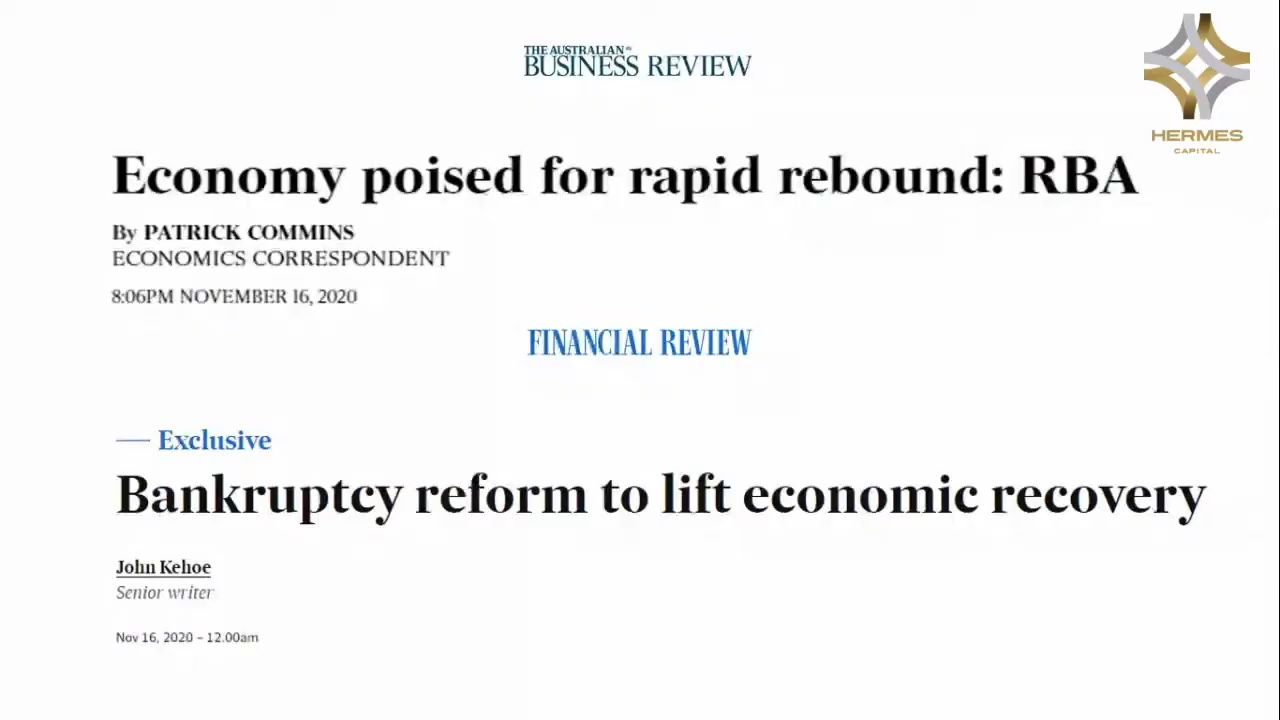 THE AUSTRALIAN
BUSINESS REVIEW
HERMES
CAPITAL
Economy poised for rapid rebound: RBA
By PATRICK COMMINS
ECONOMICS CORRESPONDENT
8:06PM NOVEMBER 16, 2020
FINANCIAL REVIEW
— Exclusive
Bankruptcy reform to lift economic recovery
John Kehoe
Senior writer
Nov 16, 2020 – 12.00am